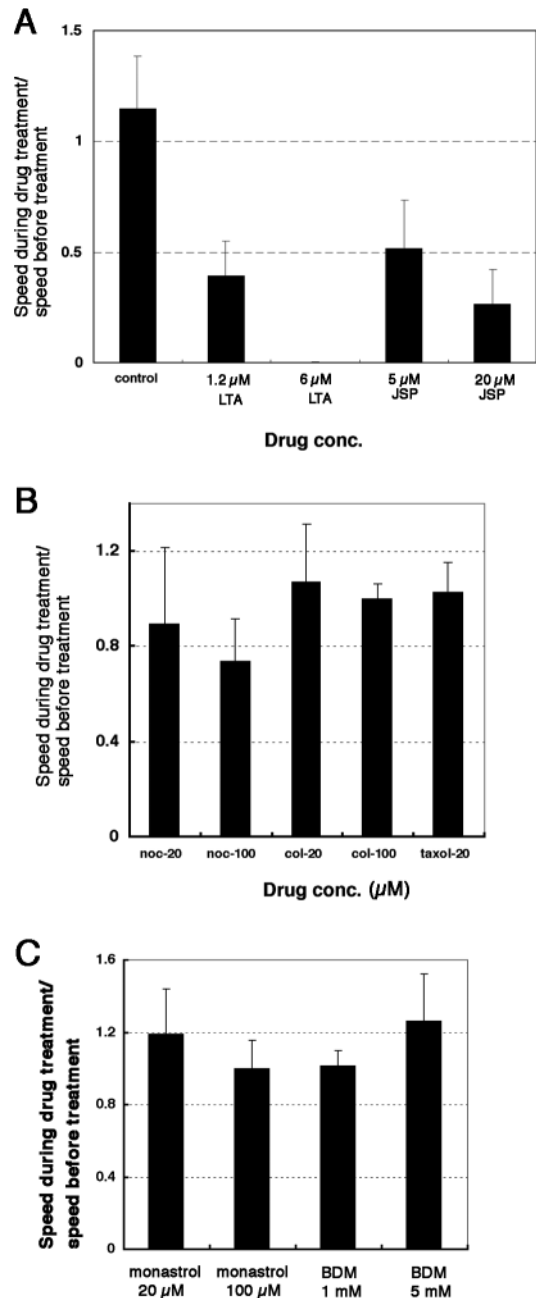 A
Speed during drug treatment/
speed before treatment
1.5
1
0.5
0
control
1.2 µM
LTA
6 µM
LTA
5 µM
JSP
20 µM
JSP
Drug conc.
B
Speed during drug treatment/
speed before treatment
1.2
0.8
0.4
0
noc-20
noc-100
col-20
col-100
taxol-20
Drug conc. (µM)
C
Speed during drug treatment/
speed before treatment
1.6
1.2
0.8
0.4
0
monastrol
20 µM
monastrol
100 µM
BDM
1 mM
BDM
5 mM